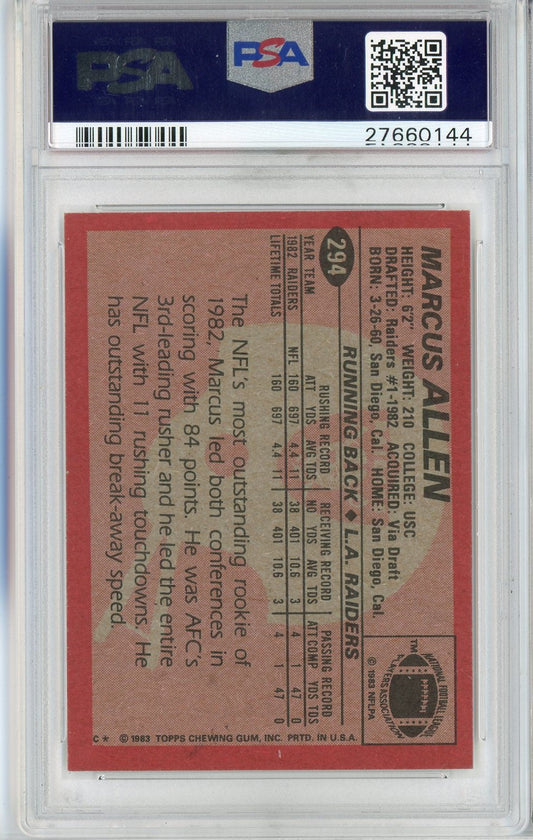 PSA
PSA
27660144
294
MARCUS ALLEN
HEIGHT: 6'2" WEIGHT: 210 COLLEGE: USC
DRAFTED: Raiders #1-1982 ACQUIRED: Via Draft
BORN: 3-26-60, San Diego, Cal. HOME: San Diego, Cal.
RUNNING BACK ◆ L.A. RAIDERS
NATIONAL FOOTBALL LEAGUE
PLAYERS ASSOCIATION
TM
© 1983 NFLPA
RUSHING RECORD RECEIVING RECORD PASSING RECORD
YEAR TEAM ATT YDS AVG TDS NO YDS AVG TDS ATT COMP YDS TDS
1982 RAIDERS NFL 160 697 4.4 11 38 401 10.6 3 4 1 47 0
LIFETIME TOTALS 160 697 4.4 11 38 401 10.6 3 4 1 47 0
The NFL's most outstanding rookie of
1982, Marcus led both conferences in
scoring with 84 points. He was AFC's
3rd-leading rusher and he led the entire
NFL with 11 rushing touchdowns. He
has outstanding break-away speed.
C* © 1983 TOPPS CHEWING GUM, INC. PRTD. IN U.S.A.